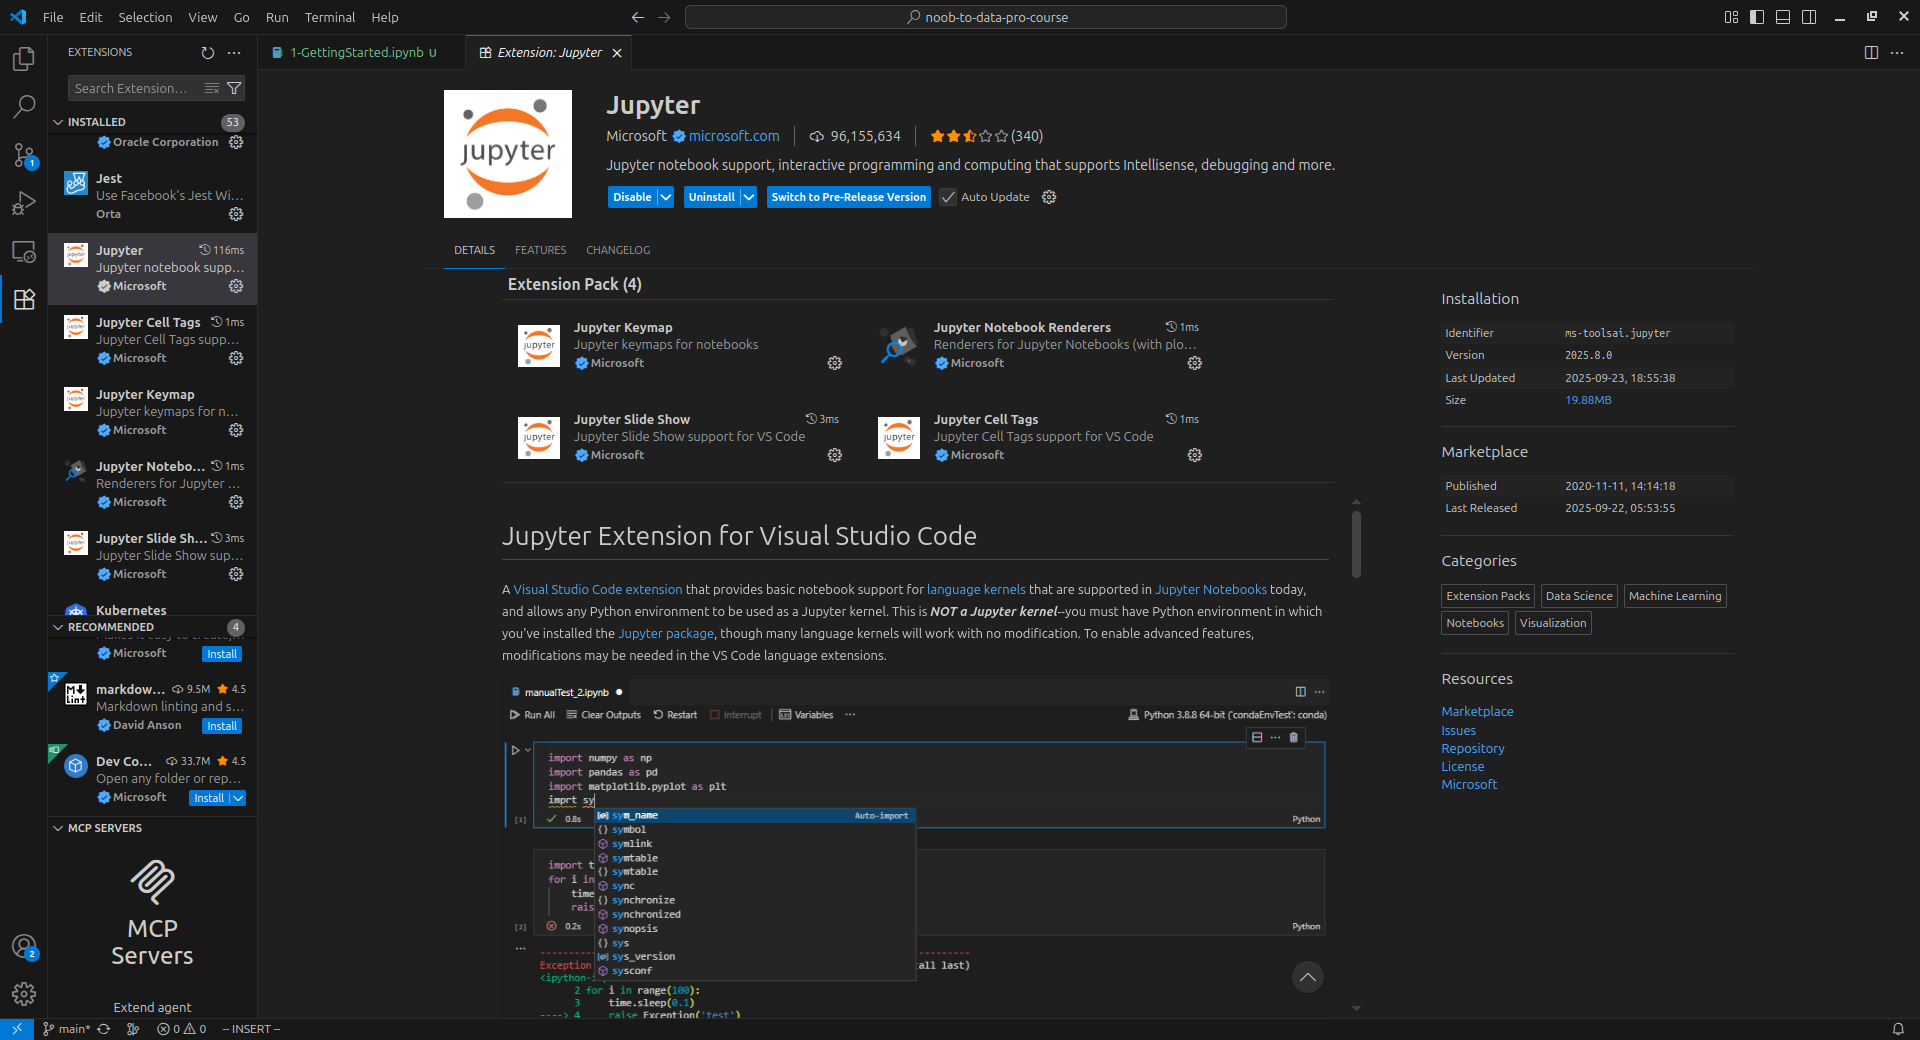 File Edit Selection View Go Run Terminal Help
noob-to-data-pro-course
EXTENSIONS
1-GettingStarted.ipynb U
Extension: Jupyter
Search Extension...
INSTALLED 53
Oracle Corporation
Jest
Use Facebook's Jest Wi...
Orta
Jupyter 116ms
Jupyter notebook supp...
Microsoft
Jupyter Cell Tags 1ms
Jupyter Cell Tags supp...
Microsoft
Jupyter Keymap
Jupyter keymaps for n...
Microsoft
Jupyter Notebo... 1ms
Renderers for Jupyter ...
Microsoft
Jupyter Slide Sh... 3ms
Jupyter Slide Show sup...
Microsoft
Kubernetes
RECOMMENDED 4
Microsoft Install
markdow... 9.5M 4.5
Markdown linting and s...
David Anson Install
Dev Co... 33.7M 4.5
Open any folder or rep...
Microsoft Install
MCP SERVERS
MCP
Servers
Extend agent
jupyter
Jupyter
Microsoft microsoft.com 96,155,634 (340)
Jupyter notebook support, interactive programming and computing that supports Intellisense, debugging and more.
Disable Uninstall Switch to Pre-Release Version Auto Update
DETAILS FEATURES CHANGELOG
Extension Pack (4)
Jupyter Keymap
Jupyter keymaps for notebooks
Microsoft
Jupyter Notebook Renderers 1ms
Renderers for Jupyter Notebooks (with plo...
Microsoft
Jupyter Slide Show 3ms
Jupyter Slide Show support for VS Code
Microsoft
Jupyter Cell Tags 1ms
Jupyter Cell Tags support for VS Code
Microsoft
Jupyter Extension for Visual Studio Code
A Visual Studio Code extension that provides basic notebook support for language kernels that are supported in Jupyter Notebooks today,
and allows any Python environment to be used as a Jupyter kernel. This is NOT a Jupyter kernel--you must have Python environment in which
you've installed the Jupyter package, though many language kernels will work with no modification. To enable advanced features,
modifications may be needed in the VS Code language extensions.
manualTest_2.ipynb
Run All Clear Outputs Restart Interrupt Variables ... Python 3.8.8 64-bit ('condaEnvTest': conda)
import numpy as np
import pandas as pd
import matplotlib.pyplot as plt
imprt sy
[1] 0.8s Python
sym_name Auto-import
symbol
symlink
symtable
symtable
sync
synchronize
synchronized
synopsis
sys
sys_version
sysconf
import t
for i in
time
rais
[2] 0.2s Python
Exception all last)
<ipython-i
2 for i in range(100):
3 time.sleep(0.1)
----> 4 raise Exception('test')
Installation
Identifier ms-toolsai.jupyter
Version 2025.8.0
Last Updated 2025-09-23, 18:55:38
Size 19.88MB
Marketplace
Published 2020-11-11, 14:14:18
Last Released 2025-09-22, 05:53:55
Categories
Extension Packs Data Science Machine Learning
Notebooks Visualization
Resources
Marketplace
Issues
Repository
License
Microsoft
1
2
main* 0 0 -- INSERT --